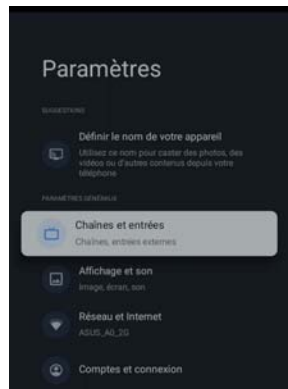 Paramètres
SUGGESTIONS
Définir le nom de votre appareil
Utilisez ce nom pour caster des photos, des
vidéos ou d'autres contenus depuis votre
téléphone
PARAMÈTRES GÉNÉRAUX
Chaînes et entrées
Chaînes, entrées externes
Affichage et son
Image, écran, son
Réseau et Internet
ASUS_A0_2G
Comptes et connexion